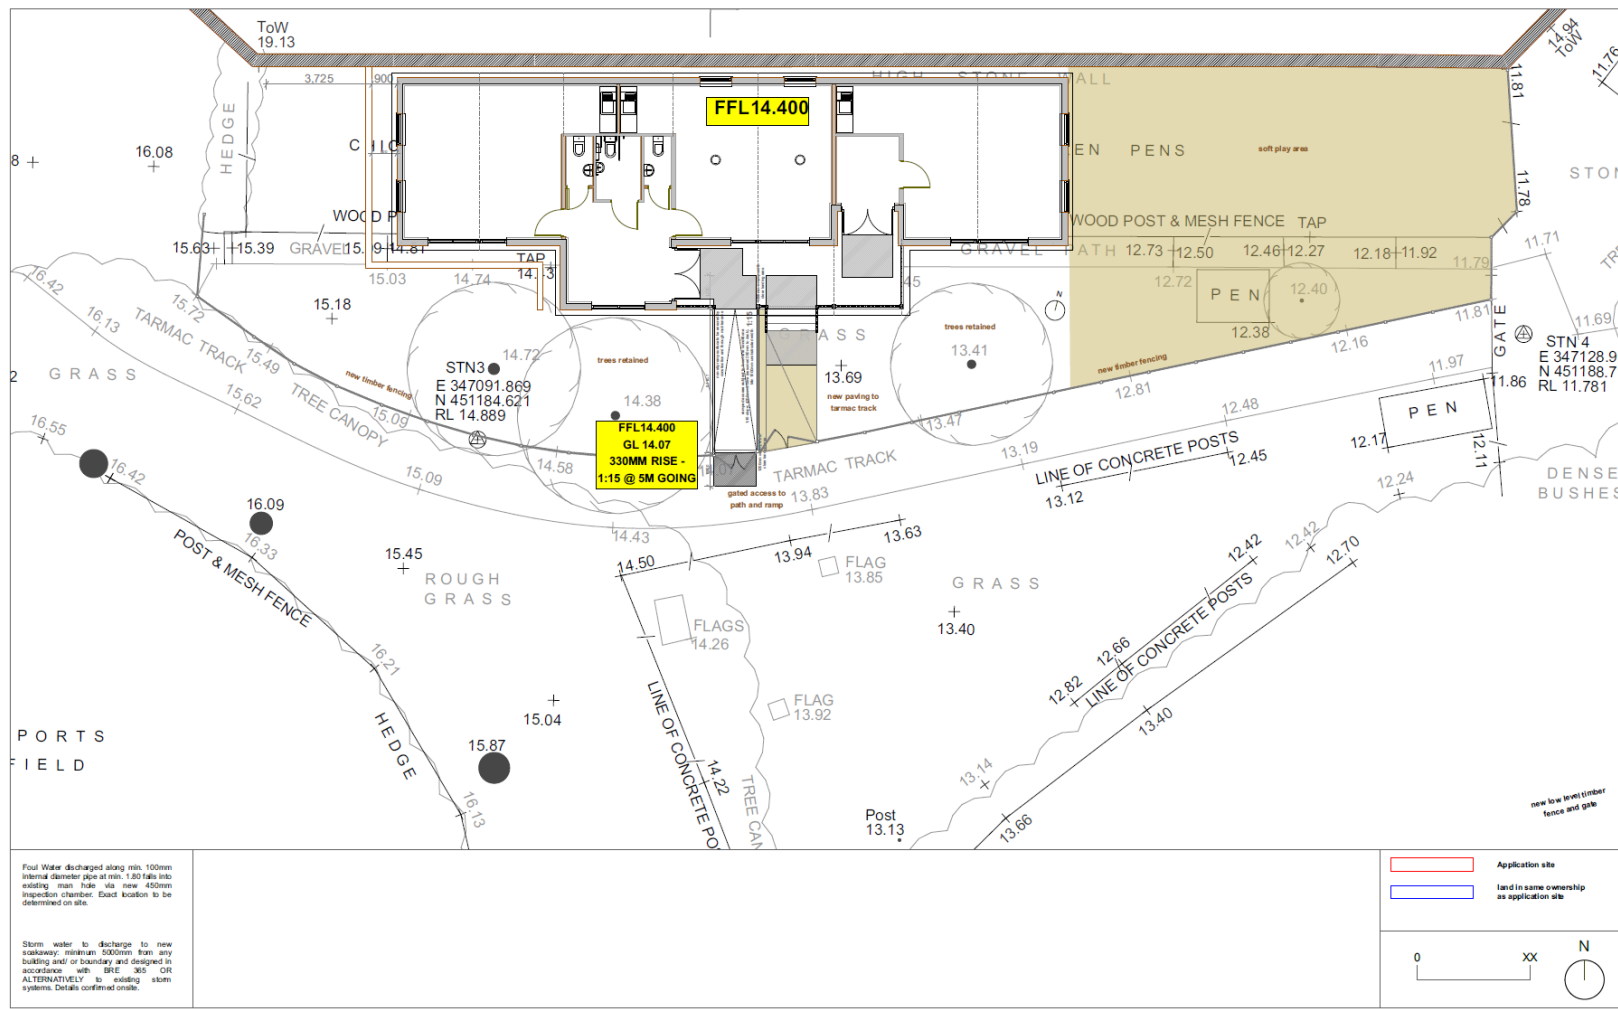 ToW
19.13
14.94
ToW
11.76
3,725
900
HIGH STONE WALL
11.81
FFL14.400
HEDGE
8
16.08
EN PENS
soft play area
STON
11.78
WOOD P
WOOD POST & MESH FENCE TAP
15.63
15.39
GRAVEL
15.09
14.81
GRAVEL PATH
12.73
12.50
12.46
12.27
12.18
11.92
11.71
TAP
15.03
14.74
45
12.72
11.79
16.42
15.72
15.18
PEN
12.40
16.13
TARMAC TRACK
GRASS
12.38
11.81
GATE
11.69
STN 4
E 347128.9
N 451188.7
RL 11.781
trees retained
13.41
12.16
15.49
14.72
trees retained
STN3
E 347091.869
N 451184.621
RL 14.889
13.69
new paving to
tarmac track
new timber fencing
11.97
11.86
2
GRASS
new timber fencing
12.81
15.62
TREE CANOPY
15.09
14.38
13.47
12.48
PEN
12.17
12.11
16.55
FFL14.400
GL 14.07
330MM RISE -
1:15 @ 5M GOING
TARMAC TRACK
13.19
LINE OF CONCRETE POSTS
12.45
16.42
15.09
14.58
gated access to
path and ramp
13.83
13.12
12.24
DENSE
BUSHES
16.09
16.33
14.43
13.94
13.63
12.42
12.42
12.70
POST & MESH FENCE
15.45
ROUGH
GRASS
14.50
FLAG
13.85
GRASS
13.40
FLAGS
14.26
12.66
12.82
LINE OF CONCRETE POSTS
13.40
16.21
15.04
FLAG
13.92
HEDGE
LINE OF CONCRETE POS
14.22
PORTS
FIELD
15.87
13.14
16.13
TREE CAN
Post
13.13
13.66
new low level timber
fence and gate
Foul Water discharged along min. 100mm
internal diameter pipe at min. 1.80 falls into
existing man hole via new 450mm
inspection chamber. Exact location to be
determined on site.
Storm water to discharge to new
soakaway: minimum 5000mm from any
building and/ or boundary and designed in
accordance with BRE 365 OR
ALTERNATIVELY to existing storm
systems. Details confirmed onsite.
Application site
land in same ownership
as application site
0
XX
N